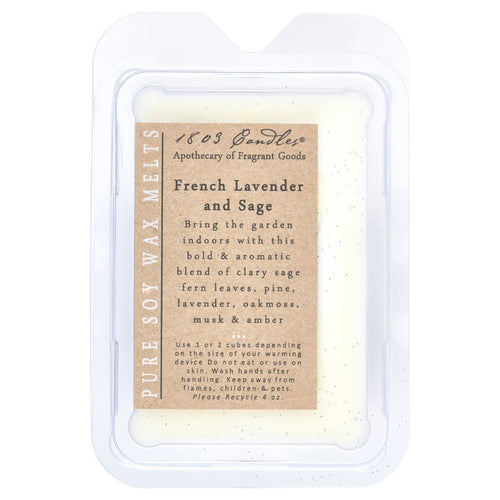 PURE SOY WAX MELTS
1803 Candles®
Apothecary of Fragrant Goods
French Lavender
and Sage
Bring the garden
indoors with this
bold & aromatic
blend of clary sage
fern leaves, pine,
lavender, oakmoss,
musk & amber
Use 1 or 2 cubes depending
on the size of your warming
device Do not eat or use on
skin. Wash hands after
handling. Keep away from
flames, children & pets.
Please Recycle 4 oz.